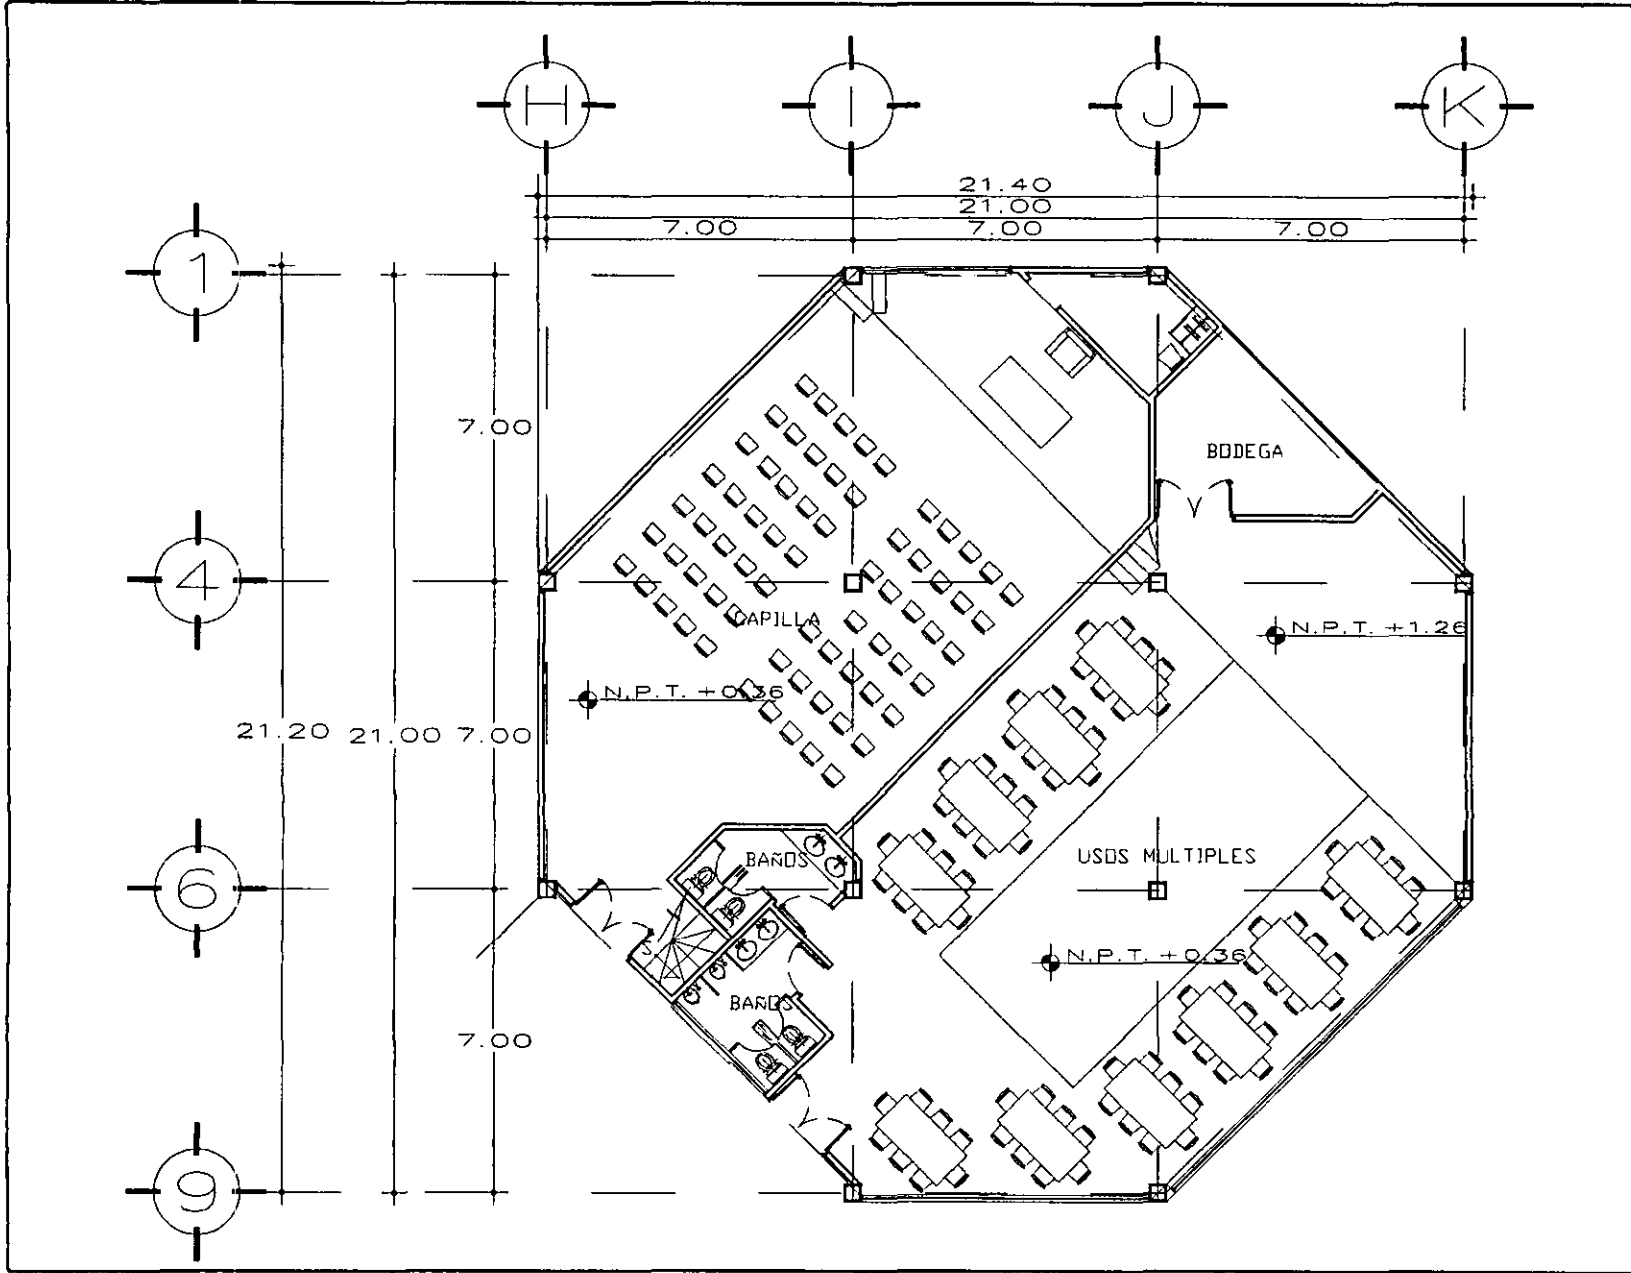 H I J K
21.40
21.00
7.00 7.00 7.00
1
7.00
BODEGA
4
CAPILLA
N.P.T. +1.26
N.P.T. +0.36
21.20 21.00 7.00
BAÑOS
USOS MULTIPLES
6
N.P.T. +0.36
BAÑOS
7.00
9